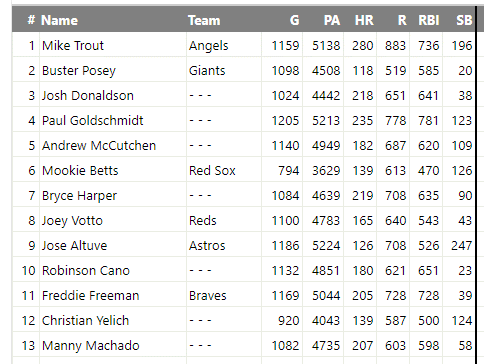 # Name Team G PA HR R RBI SB
1 Mike Trout Angels 1159 5138 280 883 736 196
2 Buster Posey Giants 1098 4508 118 519 585 20
3 Josh Donaldson - - - 1024 4442 218 651 641 38
4 Paul Goldschmidt - - - 1205 5213 235 778 781 123
5 Andrew McCutchen - - - 1140 4949 182 687 620 109
6 Mookie Betts Red Sox 794 3629 139 613 470 126
7 Bryce Harper - - - 1084 4639 219 708 635 90
8 Joey Votto Reds 1100 4783 165 640 543 43
9 Jose Altuve Astros 1186 5224 126 708 526 247
10 Robinson Cano - - - 1132 4851 180 621 651 23
11 Freddie Freeman Braves 1169 5044 205 728 728 39
12 Christian Yelich - - - 920 4043 139 587 500 124
13 Manny Machado - - - 1082 4735 207 603 598 58